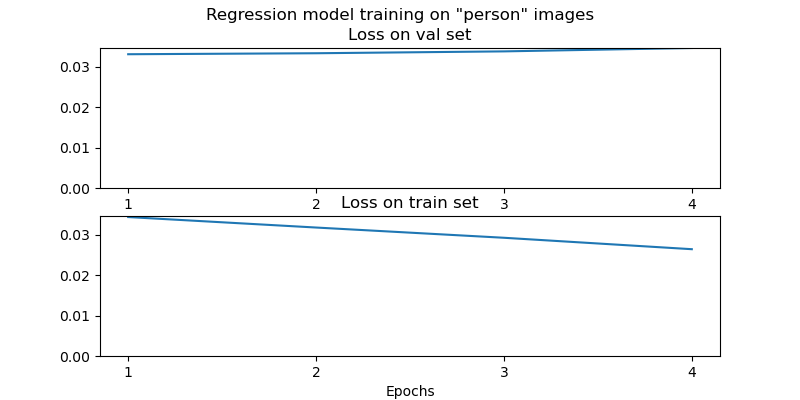 Regression model training on "person" images
Loss on val set
0.03
0.02
0.01
0.00
1 2 3 4
Loss on train set
0.03
0.02
0.01
0.00
1 2 3 4
Epochs